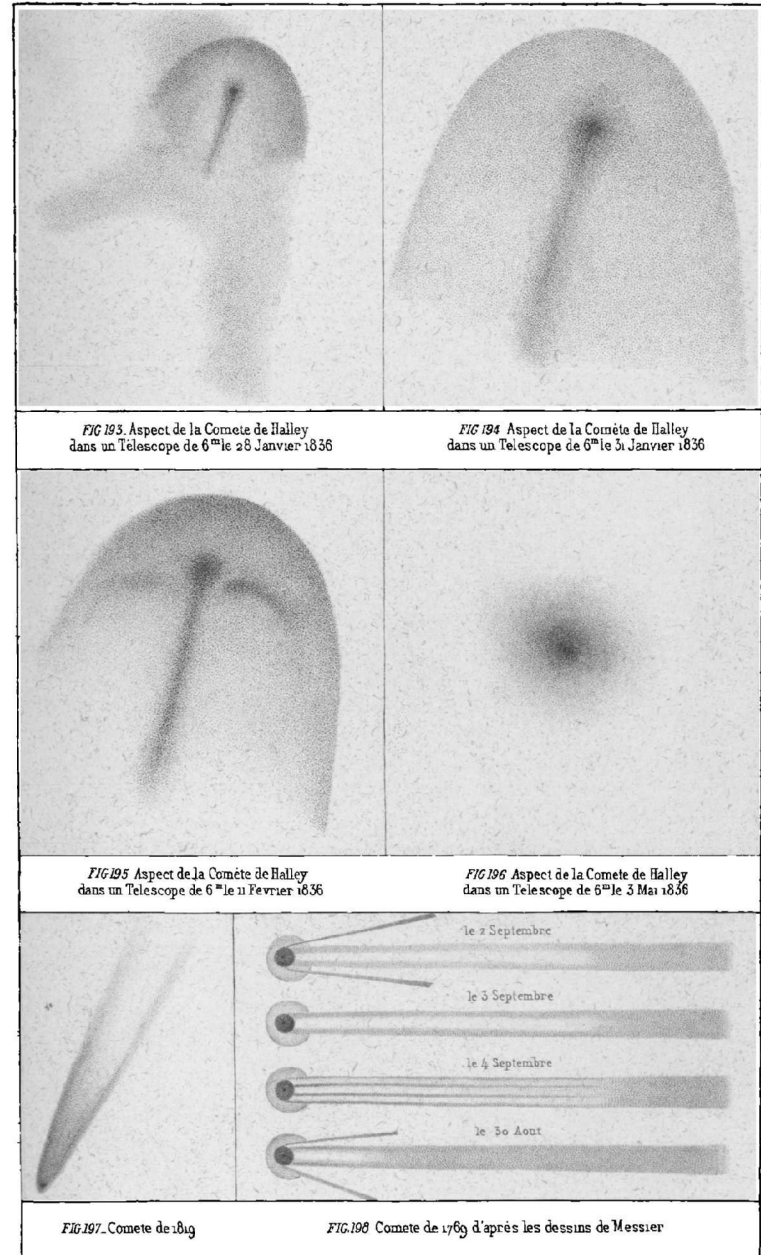 FIG 193. Aspect de la Comete de Halley
dans un Télescope de 6m le 28 Janvier 1836
FIG 194 Aspect de la Comète de Halley
dans un Telescope de 6m le 31 Janvier 1836
FIG 195 Aspect de la Comète de Halley
dans un Telescope de 6m le 11 Fevrier 1836
FIG 196 Aspect de la Comete de Halley
dans un Telescope de 6m le 3 Mai 1836
le 2 Septembre
le 3 Septembre
le 4 Septembre
le 30 Aout
FIG.197_Comete de 1819
FIG.198 Comete de 1769 d'après les dessins de Messier